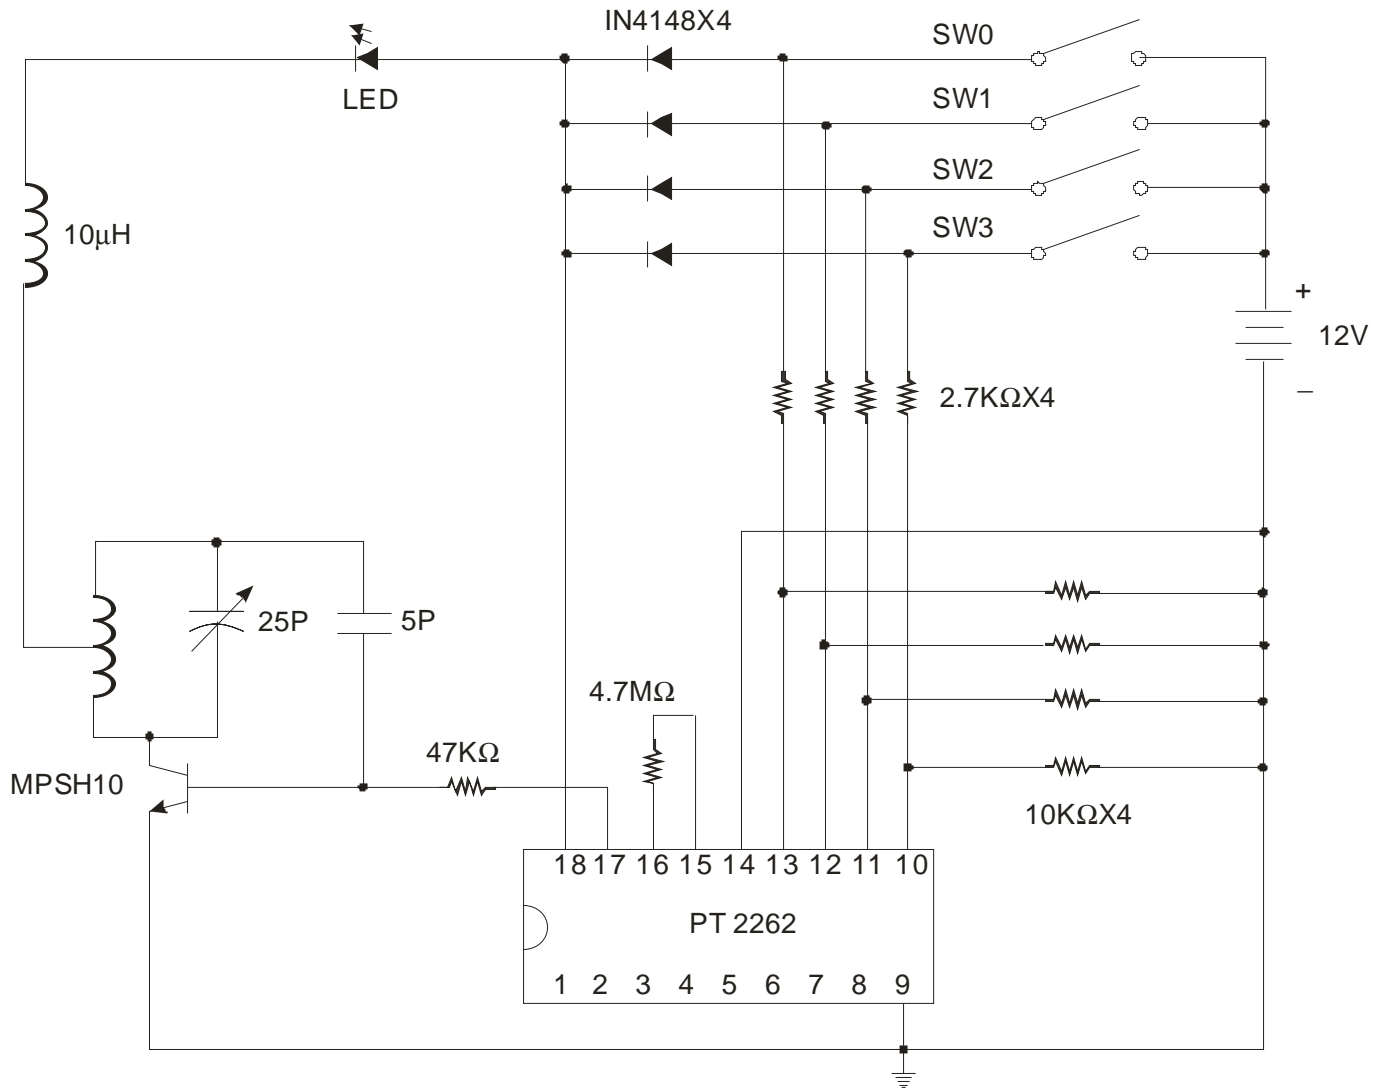 IN4148X4
SW0
LED
SW1
SW2
SW3
10μH
+
12V
−
2.7KΩX4
25P
5P
4.7MΩ
47KΩ
MPSH10
10KΩX4
18 17 16 15 14 13 12 11 10
PT 2262
1 2 3 4 5 6 7 8 9